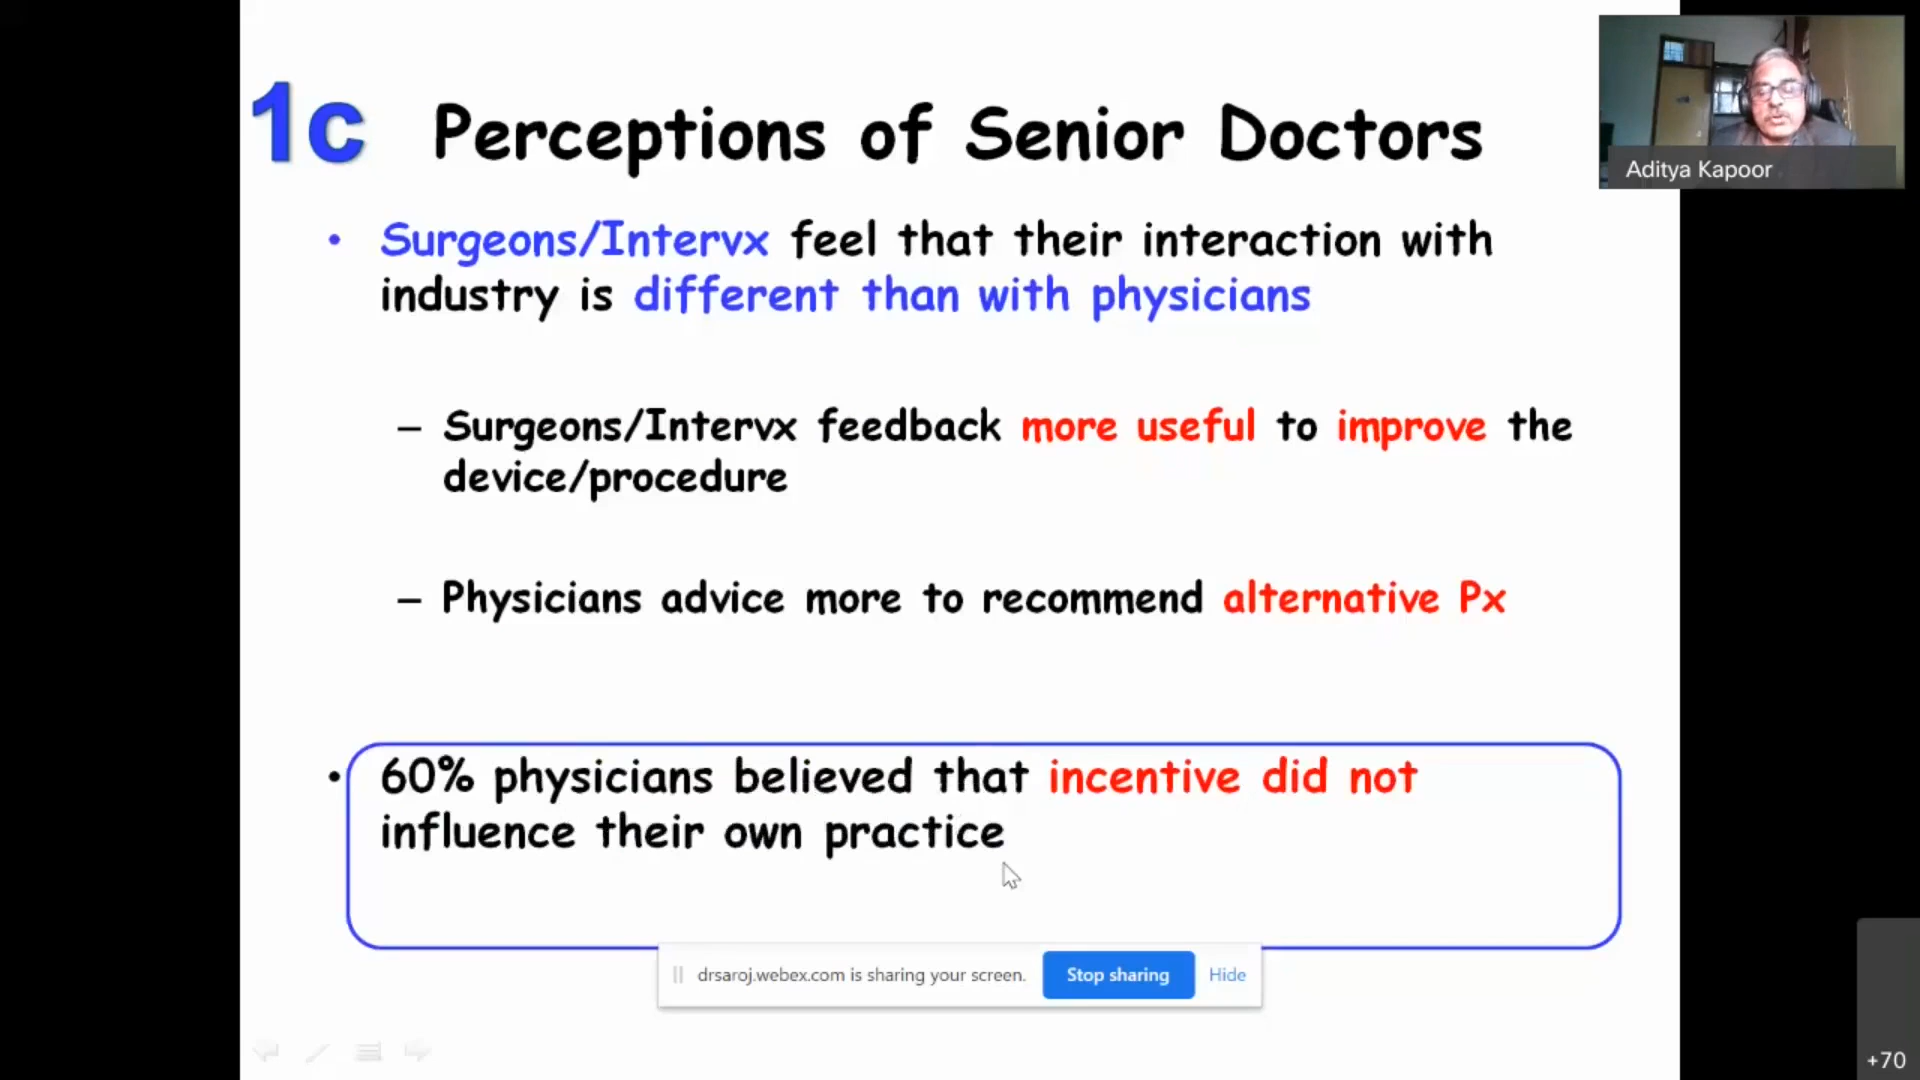 1c Perceptions of Senior Doctors
Aditya Kapoor
• Surgeons/Intervx feel that their interaction with
industry is different than with physicians
– Surgeons/Intervx feedback more useful to improve the
device/procedure
– Physicians advice more to recommend alternative Px
• 60% physicians believed that incentive did not
influence their own practice
drsaroj.webex.com is sharing your screen. Stop sharing Hide
+70